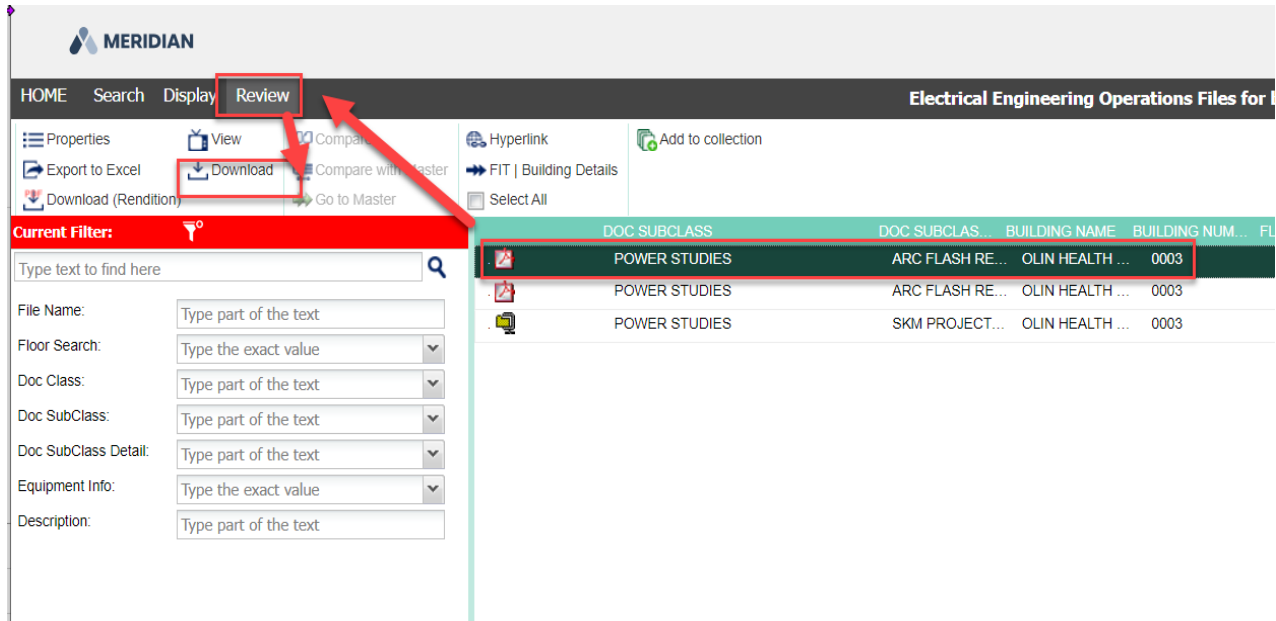 MERIDIAN
HOME Search Display Review
Electrical Engineering Operations Files for
Properties View Compare Hyperlink Add to collection
Export to Excel Download Compare with Master FIT | Building Details
Download (Rendition) Go to Master Select All
Current Filter:
DOC SUBCLASS DOC SUBCLAS... BUILDING NAME BUILDING NUM... FL
Type text to find here
. POWER STUDIES ARC FLASH RE... OLIN HEALTH ... 0003
. POWER STUDIES ARC FLASH RE... OLIN HEALTH ... 0003
. POWER STUDIES SKM PROJECT... OLIN HEALTH ... 0003
File Name: Type part of the text
Floor Search: Type the exact value
Doc Class: Type part of the text
Doc SubClass: Type part of the text
Doc SubClass Detail: Type part of the text
Equipment Info: Type the exact value
Description: Type part of the text